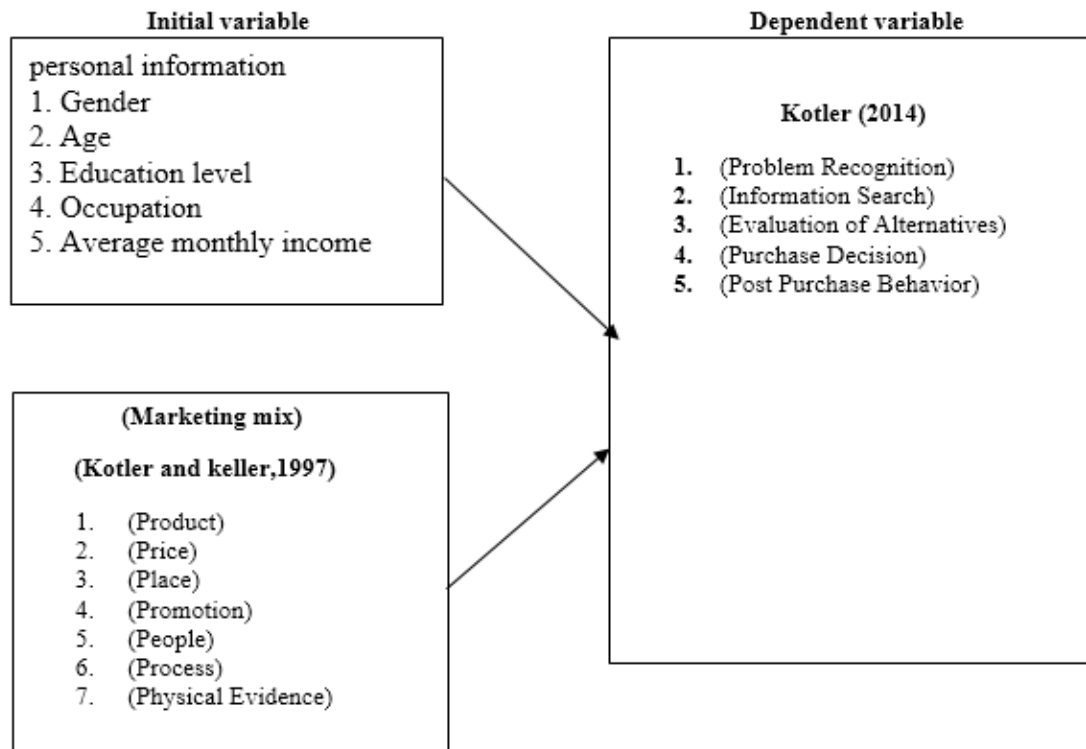 Initial variable
personal information
1. Gender
2. Age
3. Education level
4. Occupation
5. Average monthly income
(Marketing mix)
(Kotler and keller,1997)
1. (Product)
2. (Price)
3. (Place)
4. (Promotion)
5. (People)
6. (Process)
7. (Physical Evidence)
Dependent variable
Kotler (2014)
1. (Problem Recognition)
2. (Information Search)
3. (Evaluation of Alternatives)
4. (Purchase Decision)
5. (Post Purchase Behavior)